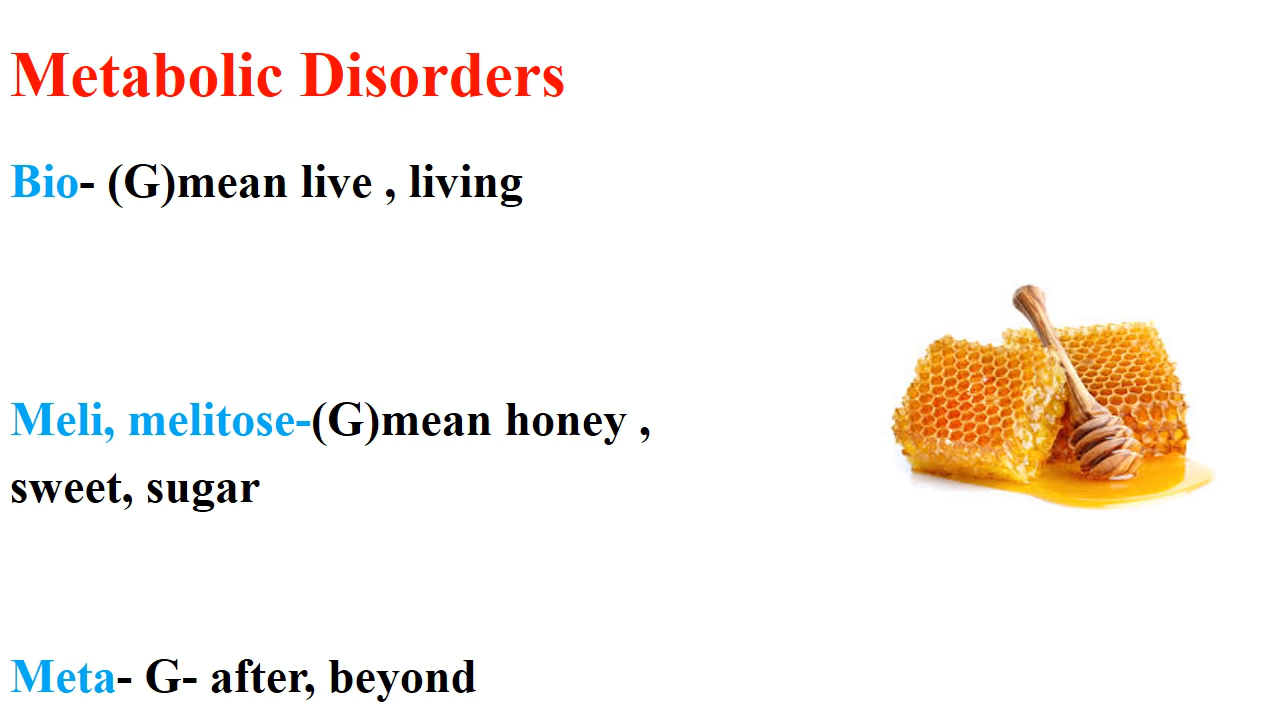 Metabolic Disorders
Bio- (G)mean live , living
Meli, melitose-(G)mean honey ,
sweet, sugar
Meta- G- after, beyond